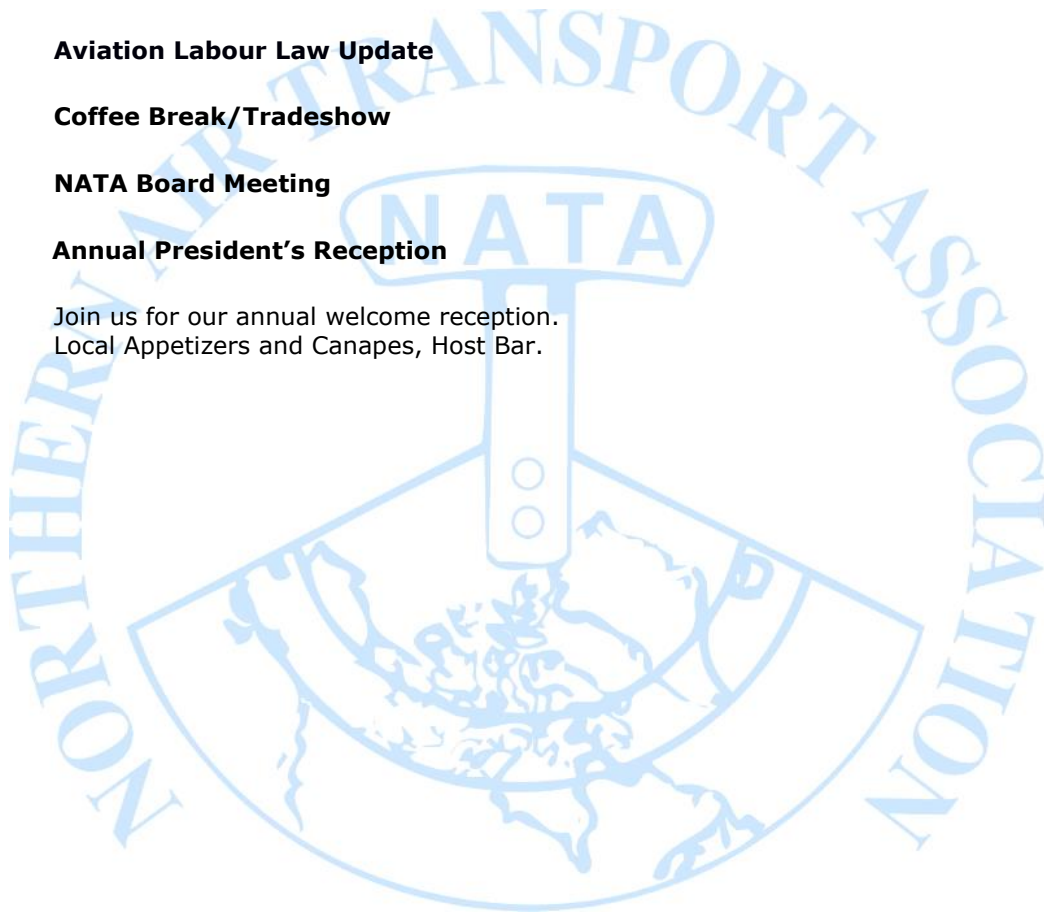 Aviation Labour Law Update
Coffee Break/Tradeshow
NATA Board Meeting
Annual President’s Reception
Join us for our annual welcome reception.
Local Appetizers and Canapes, Host Bar.
NORTHERN AIR TRANSPORT ASSOCIATION
NATA